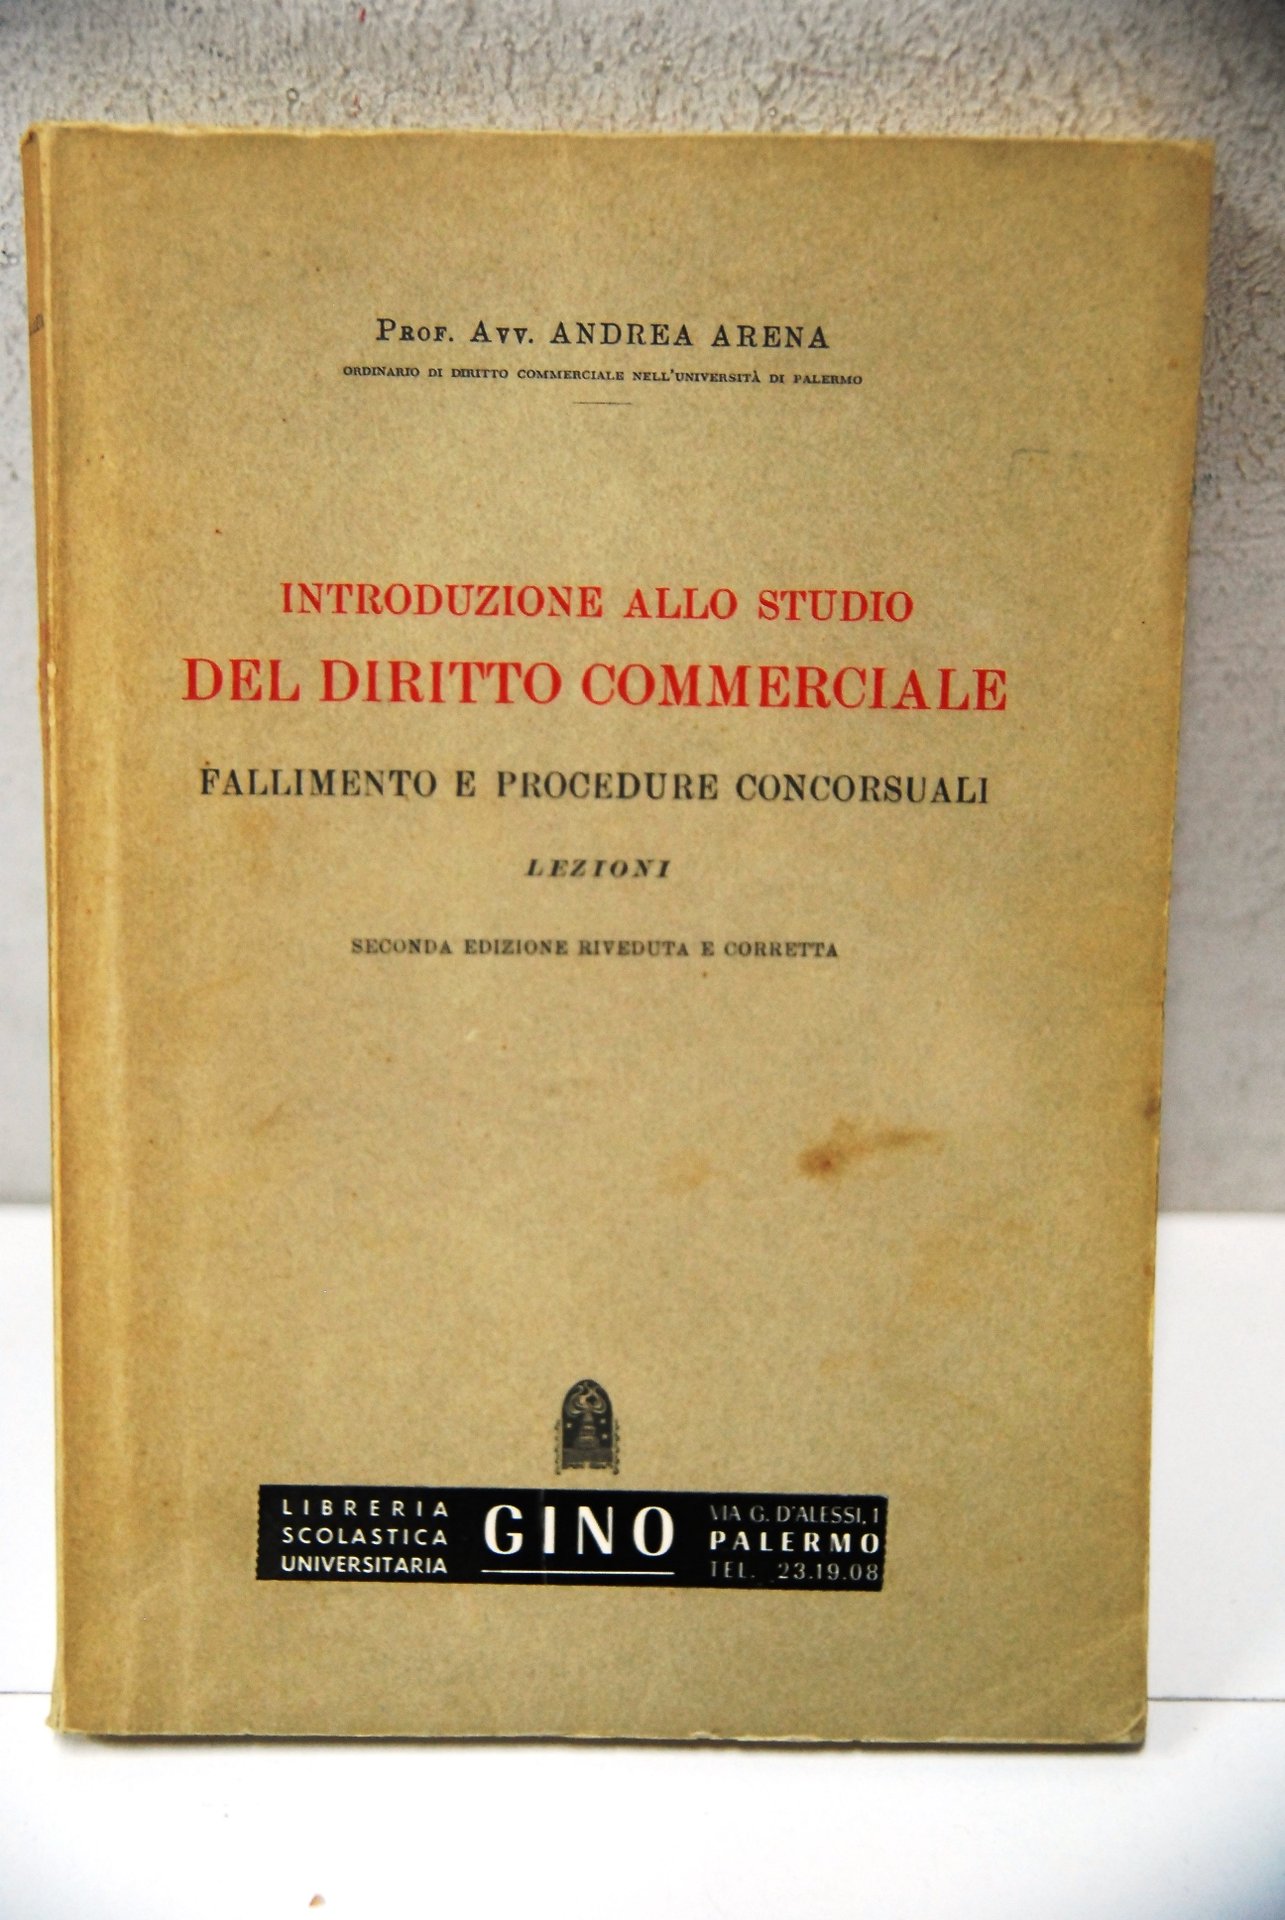 PROF. AVV. ANDREA ARENA
ORDINARIO DI DIRITTO COMMERCIALE NELL'UNIVERSITÀ DI PALERMO
INTRODUZIONE ALLO STUDIO
DEL DIRITTO COMMERCIALE
FALLIMENTO E PROCEDURE CONCORSUALI
LEZIONI
SECONDA EDIZIONE RIVEDUTA E CORRETTA
LIBRERIA
SCOLASTICA
UNIVERSITARIA
GINO
VIA G. D'ALESSI, 1
PALERMO
TEL. 23.19.08